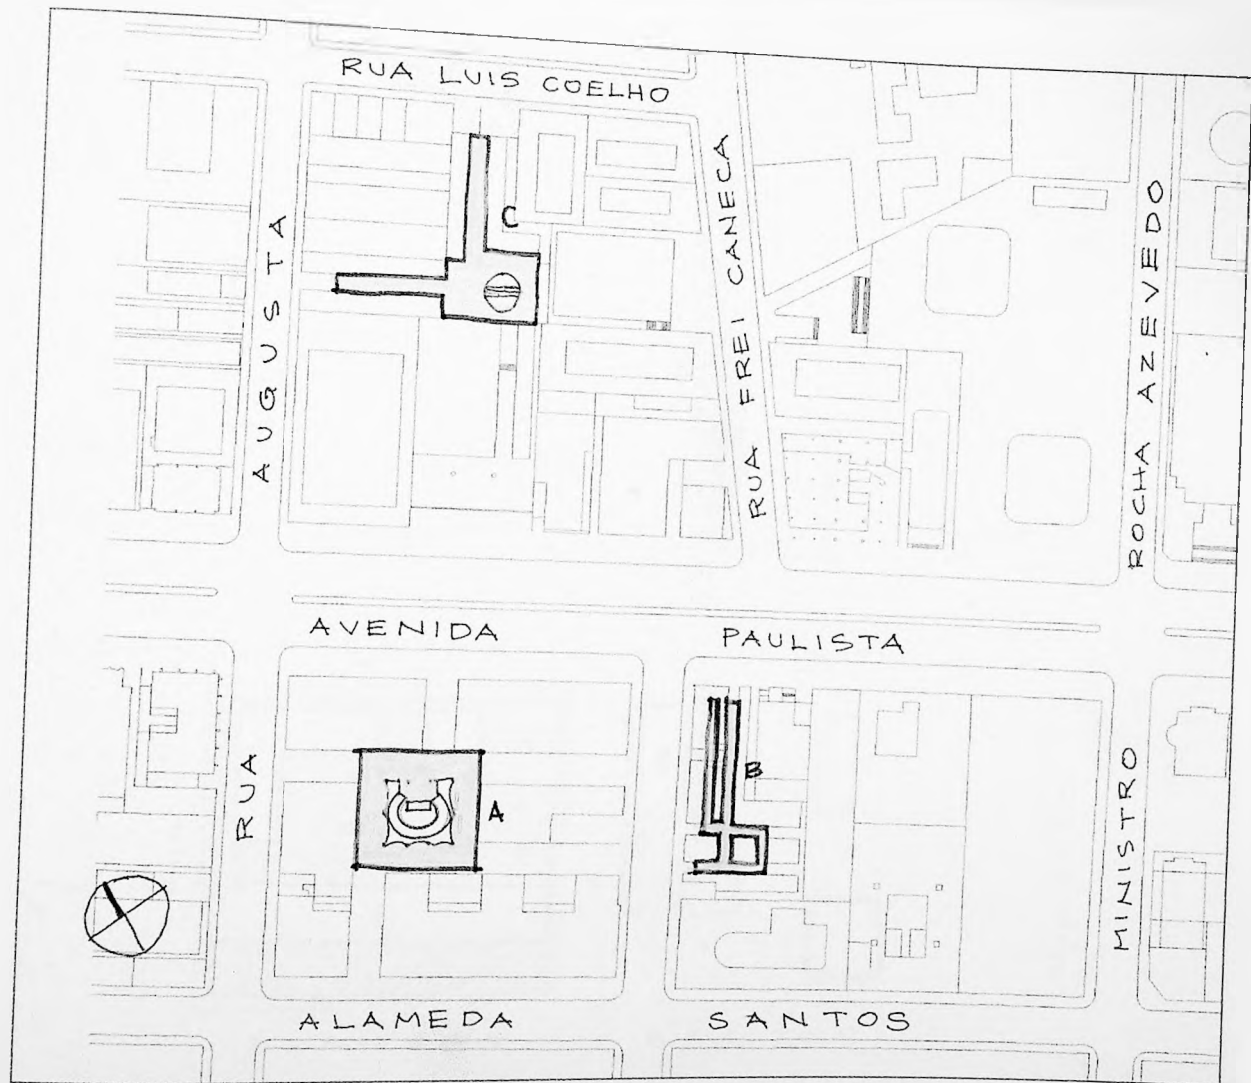 RUA LUIS COELHO
AUGUSTA
C
RUA FREI CANECA
ROCHA AZEVEDO
AVENIDA PAULISTA
RUA
A
B
MINISTRO
ALAMEDA SANTOS